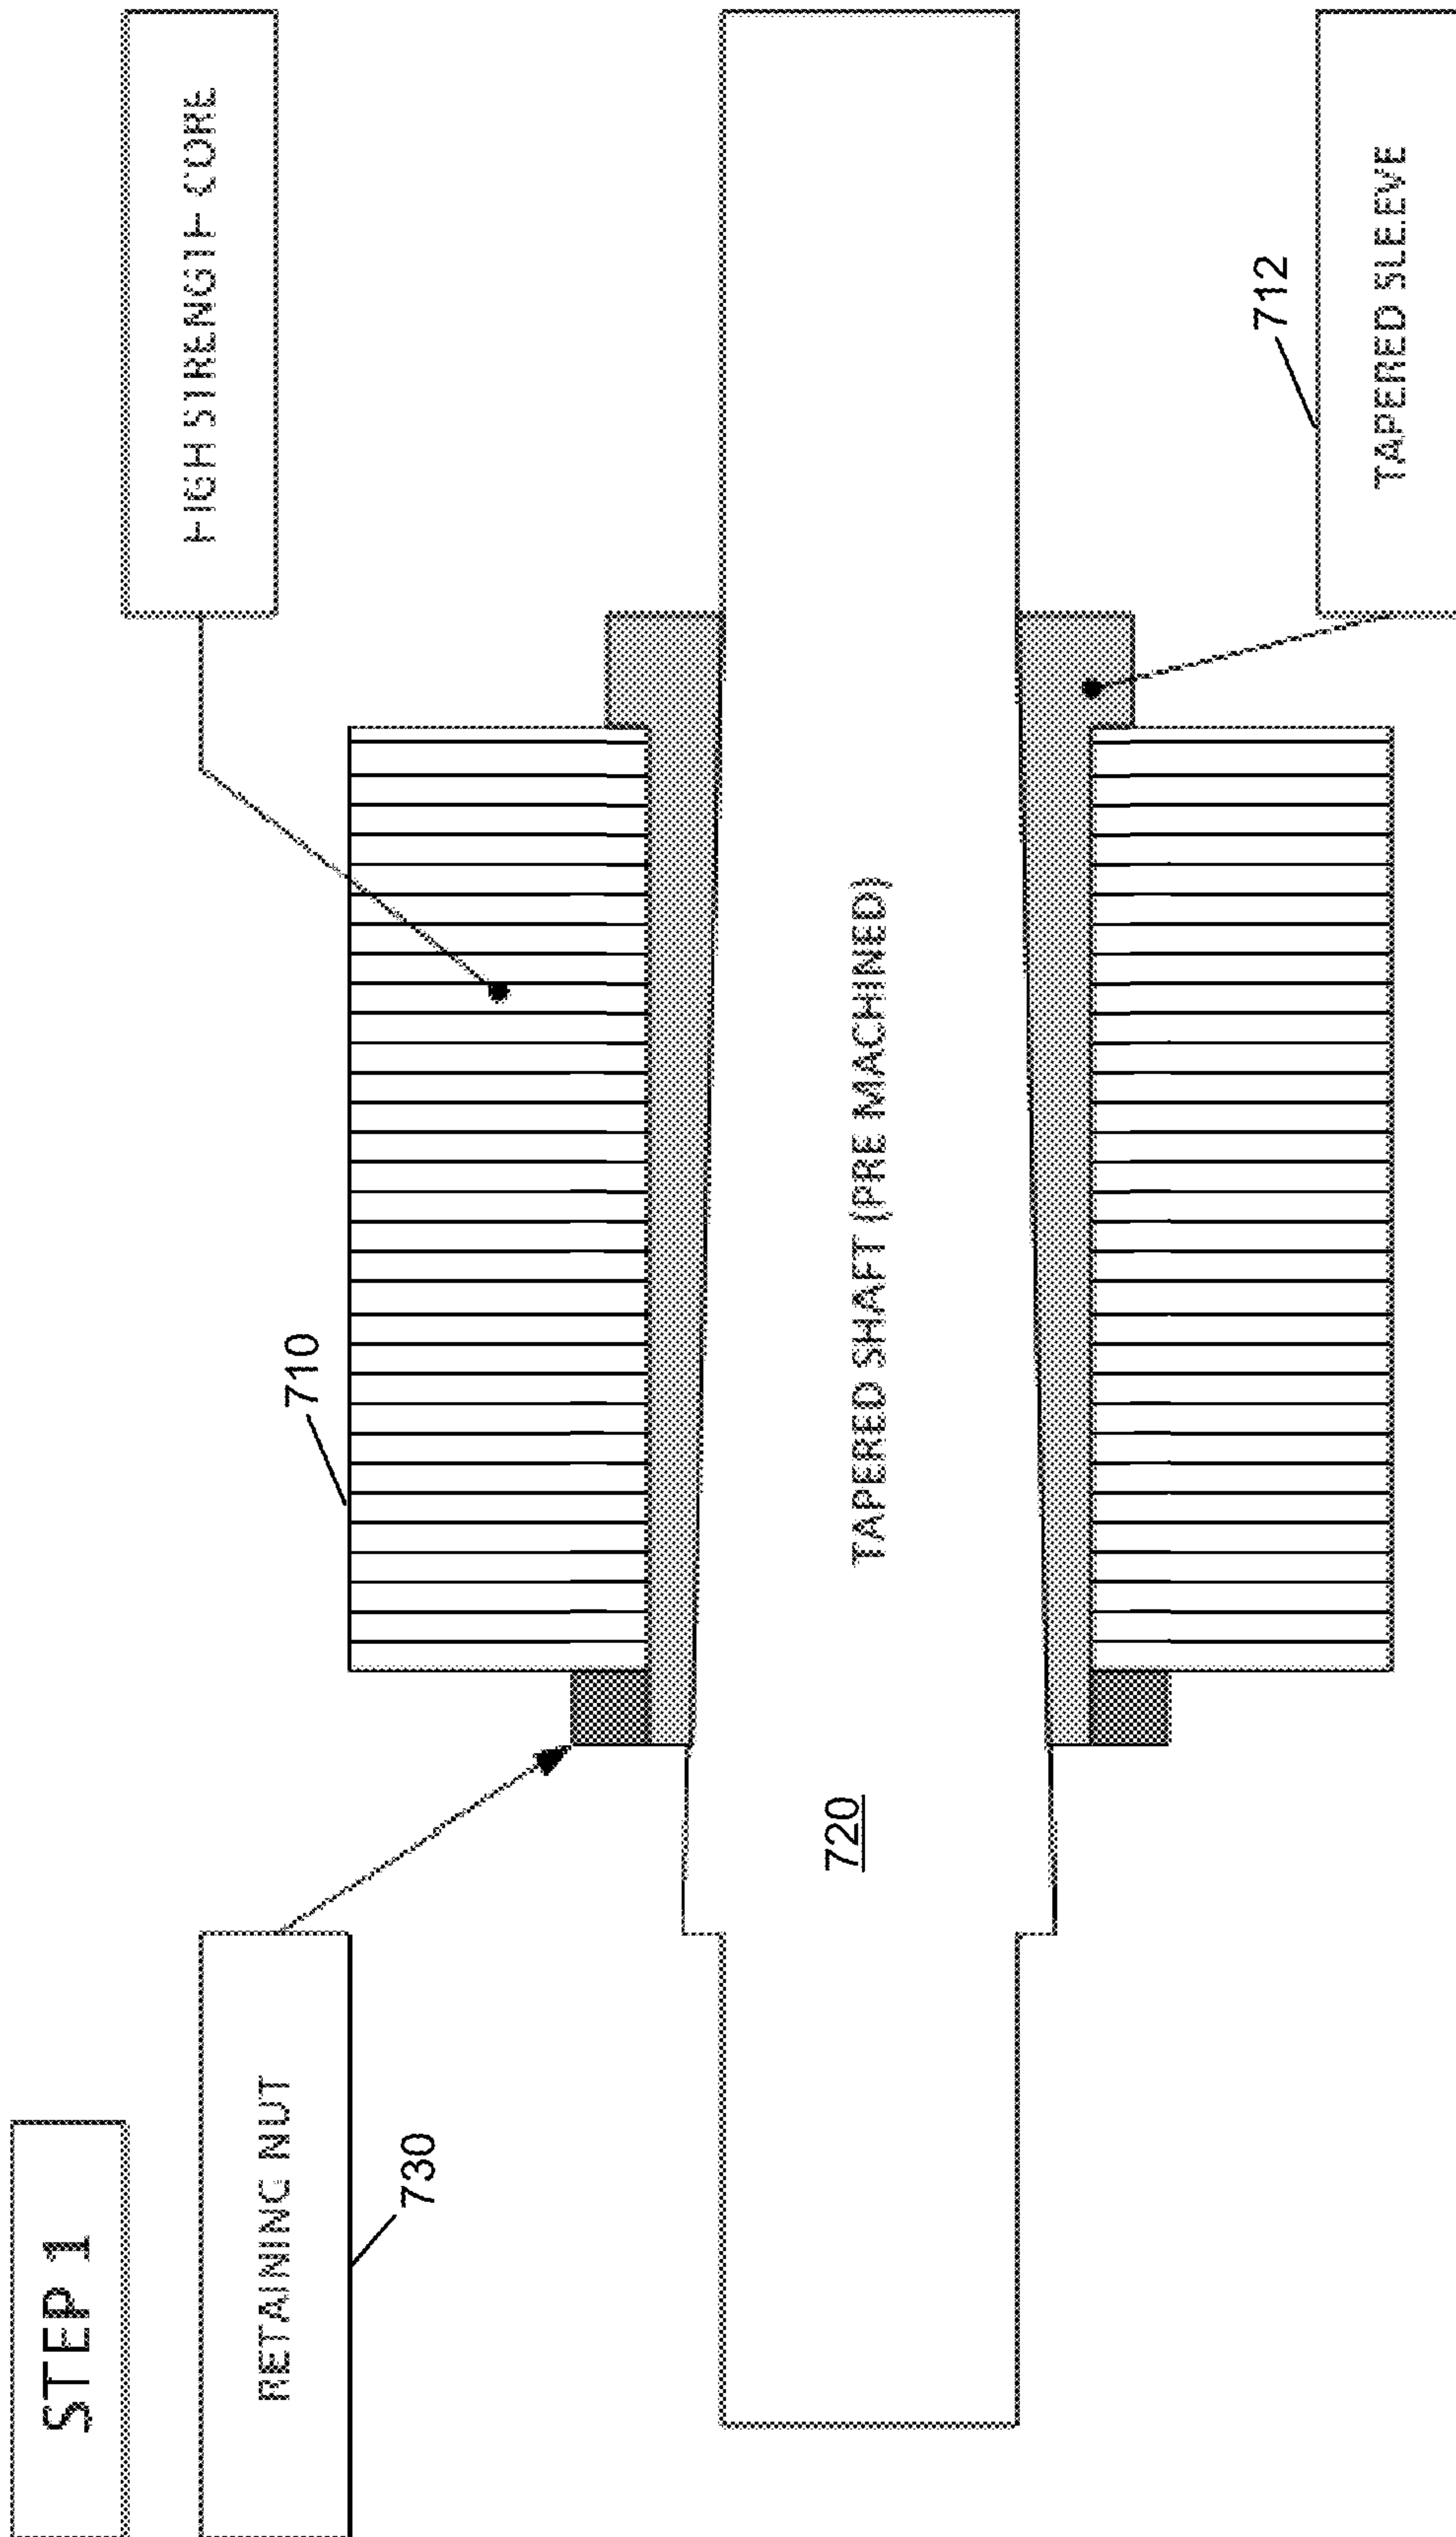 STEP 1
RETAINING NUT
730
710
HIGH STRENGTH CORE
TAPERED SHAFT (PRE MACHINED)
720
712
TAPERED SLEEVE